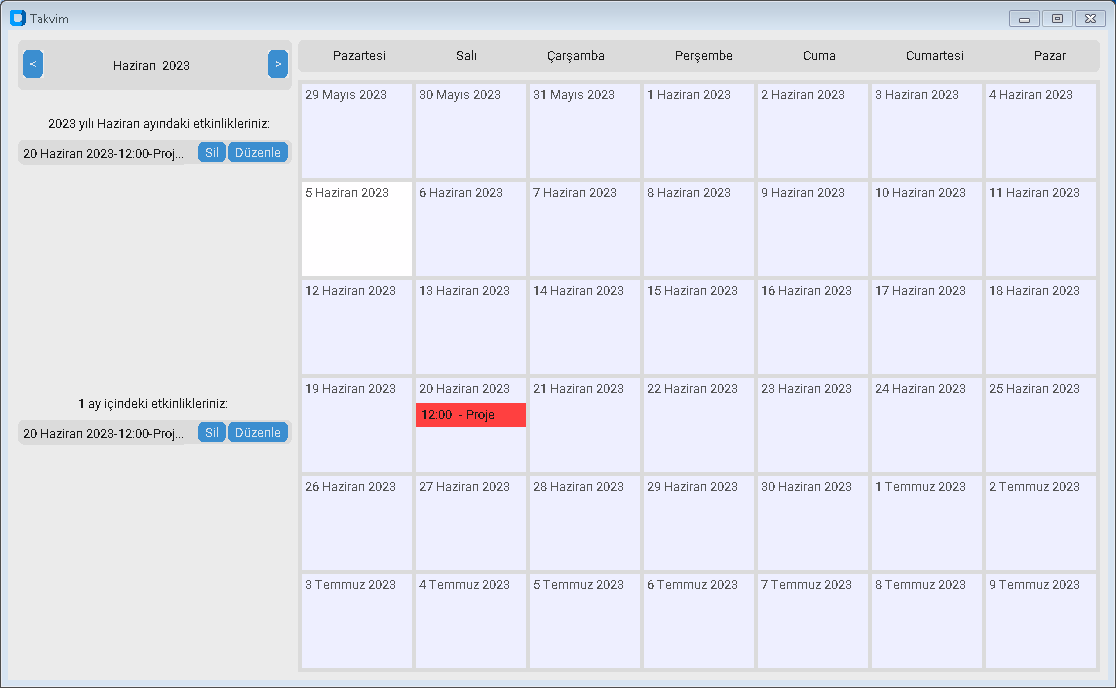 Takvim
<
Haziran 2023
>
2023 yılı Haziran ayındaki etkinlikleriniz:
20 Haziran 2023-12:00-Proj... Sil Düzenle
1 ay içindeki etkinlikleriniz:
20 Haziran 2023-12:00-Proj... Sil Düzenle
Pazartesi Salı Çarşamba Perşembe Cuma Cumartesi Pazar
29 Mayıs 2023 30 Mayıs 2023 31 Mayıs 2023 1 Haziran 2023 2 Haziran 2023 3 Haziran 2023 4 Haziran 2023
5 Haziran 2023 6 Haziran 2023 7 Haziran 2023 8 Haziran 2023 9 Haziran 2023 10 Haziran 2023 11 Haziran 2023
12 Haziran 2023 13 Haziran 2023 14 Haziran 2023 15 Haziran 2023 16 Haziran 2023 17 Haziran 2023 18 Haziran 2023
19 Haziran 2023 20 Haziran 2023 21 Haziran 2023 22 Haziran 2023 23 Haziran 2023 24 Haziran 2023 25 Haziran 2023
12:00 - Proje
26 Haziran 2023 27 Haziran 2023 28 Haziran 2023 29 Haziran 2023 30 Haziran 2023 1 Temmuz 2023 2 Temmuz 2023
3 Temmuz 2023 4 Temmuz 2023 5 Temmuz 2023 6 Temmuz 2023 7 Temmuz 2023 8 Temmuz 2023 9 Temmuz 2023